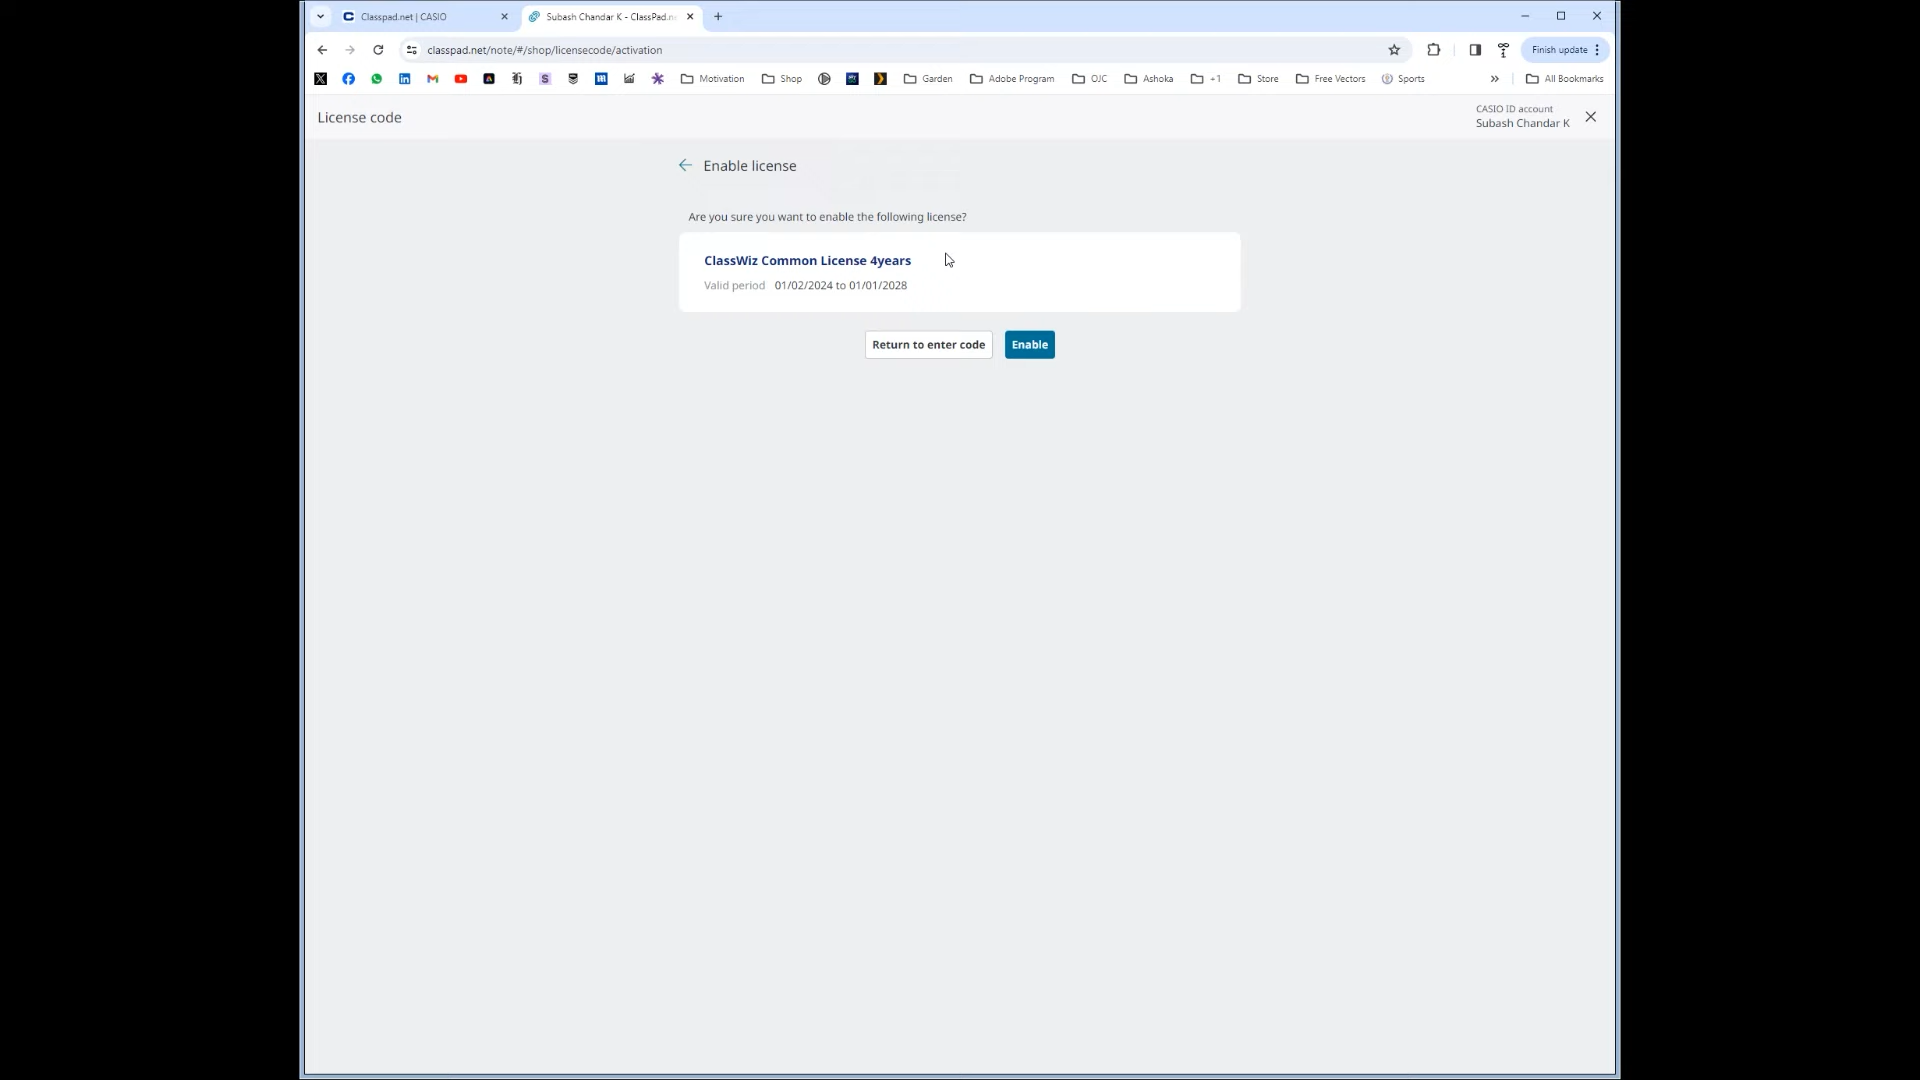 Classpad.net | CASIO
Subash Chandar K - ClassPad.n
classpad.net/note/#/shop/licensecode/activation
Finish update
Motivation
Shop
Garden
Adobe Program
OJC
Ashoka
+1
Store
Free Vectors
Sports
»
All Bookmarks
License code
CASIO ID account
Subash Chandar K
Enable license
Are you sure you want to enable the following license?
ClassWiz Common License 4years
Valid period 01/02/2024 to 01/01/2028
Return to enter code
Enable